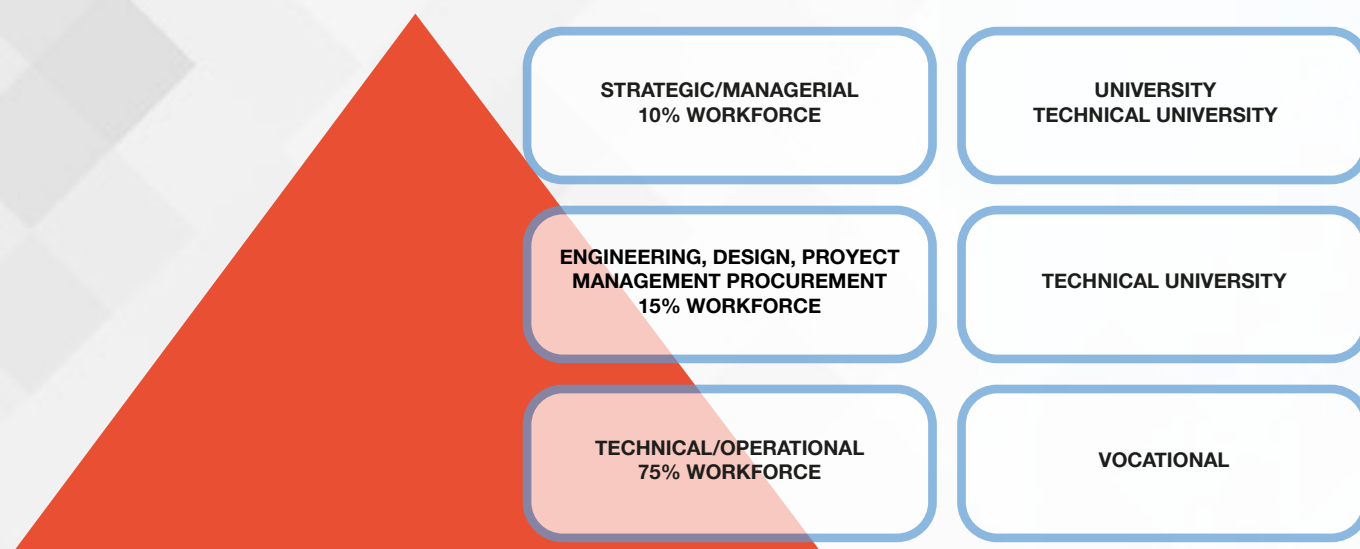 STRATEGIC/MANAGERIAL
10% WORKFORCE
UNIVERSITY
TECHNICAL UNIVERSITY
ENGINEERING, DESIGN, PROYECT
MANAGEMENT PROCUREMENT
15% WORKFORCE
TECHNICAL UNIVERSITY
TECHNICAL/OPERATIONAL
75% WORKFORCE
VOCATIONAL